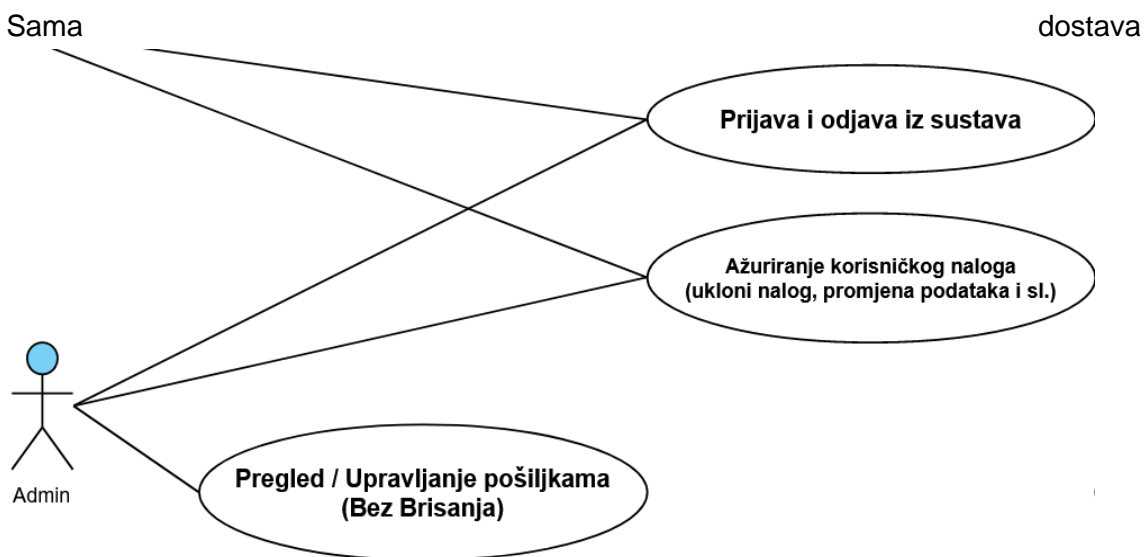 Sama dostava
Prijava i odjava iz sustava
Ažuriranje korisničkog naloga
(ukloni nalog, promjena podataka i sl.)
Admin
Pregled / Upravljanje pošiljkama
(Bez Brisanja)